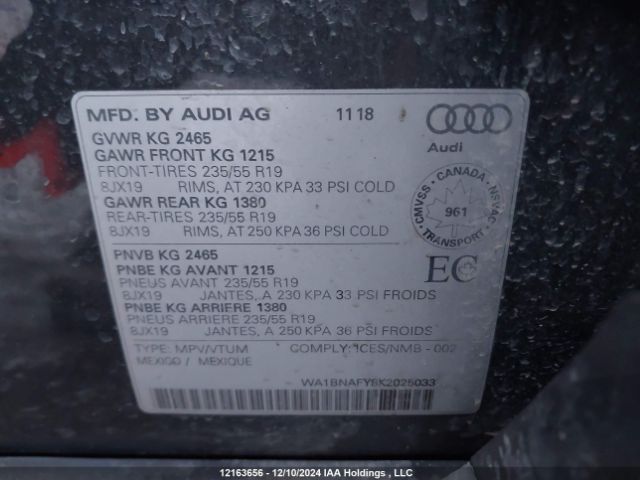 MFD. BY AUDI AG 11 18
Audi
GVWR KG 2465
GAWR FRONT KG 1215
FRONT-TIRES 235/55 R19
8JX19 RIMS, AT 230 KPA 33 PSI COLD
GAWR REAR KG 1380
REAR-TIRES 235/55 R19
8JX19 RIMS, AT 250 KPA 36 PSI COLD
CMVSS - CANADA - NSVAC
961
TRANSPORT
PNVB KG 2465
PNBE KG AVANT 1215
PNEUS AVANT 235/55 R19
8JX19 JANTES, A 230 KPA 33 PSI FROIDS
PNBE KG ARRIERE 1380
PNEUS ARRIERE 235/55 R19
8JX19 JANTES, A 250 KPA 36 PSI FROIDS
EC
TYPE: MPV/VTUM COMPLY: ICES/NMB - 002
MEXICO / MEXIQUE
12163656 - 12/10/2024 IAA Holdings , LLC